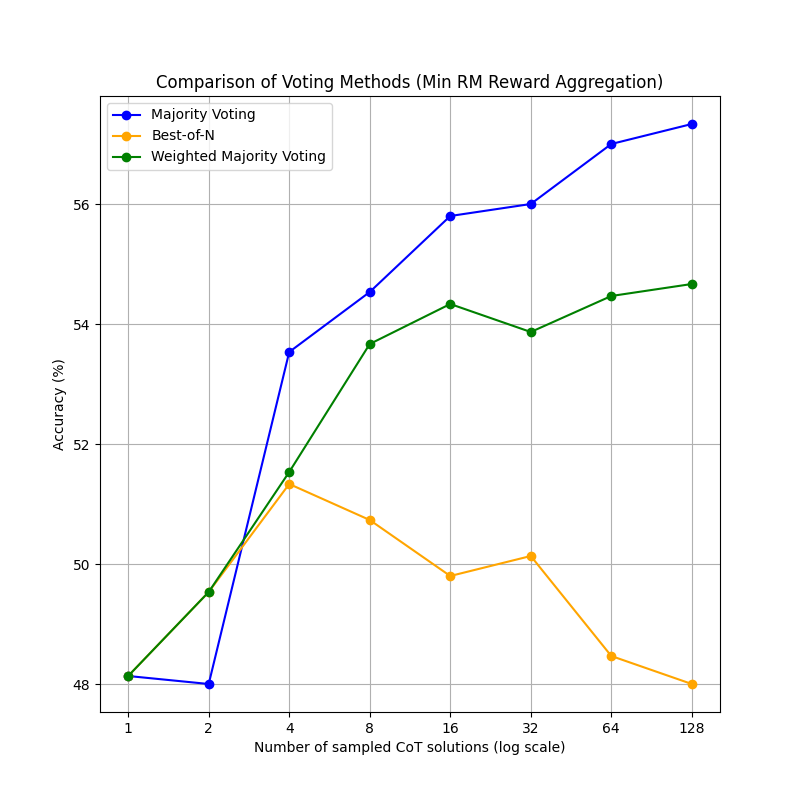 Comparison of Voting Methods (Min RM Reward Aggregation)
Majority Voting
Best-of-N
Weighted Majority Voting
Accuracy (%)
56
54
52
50
48
1 2 4 8 16 32 64 128
Number of sampled CoT solutions (log scale)